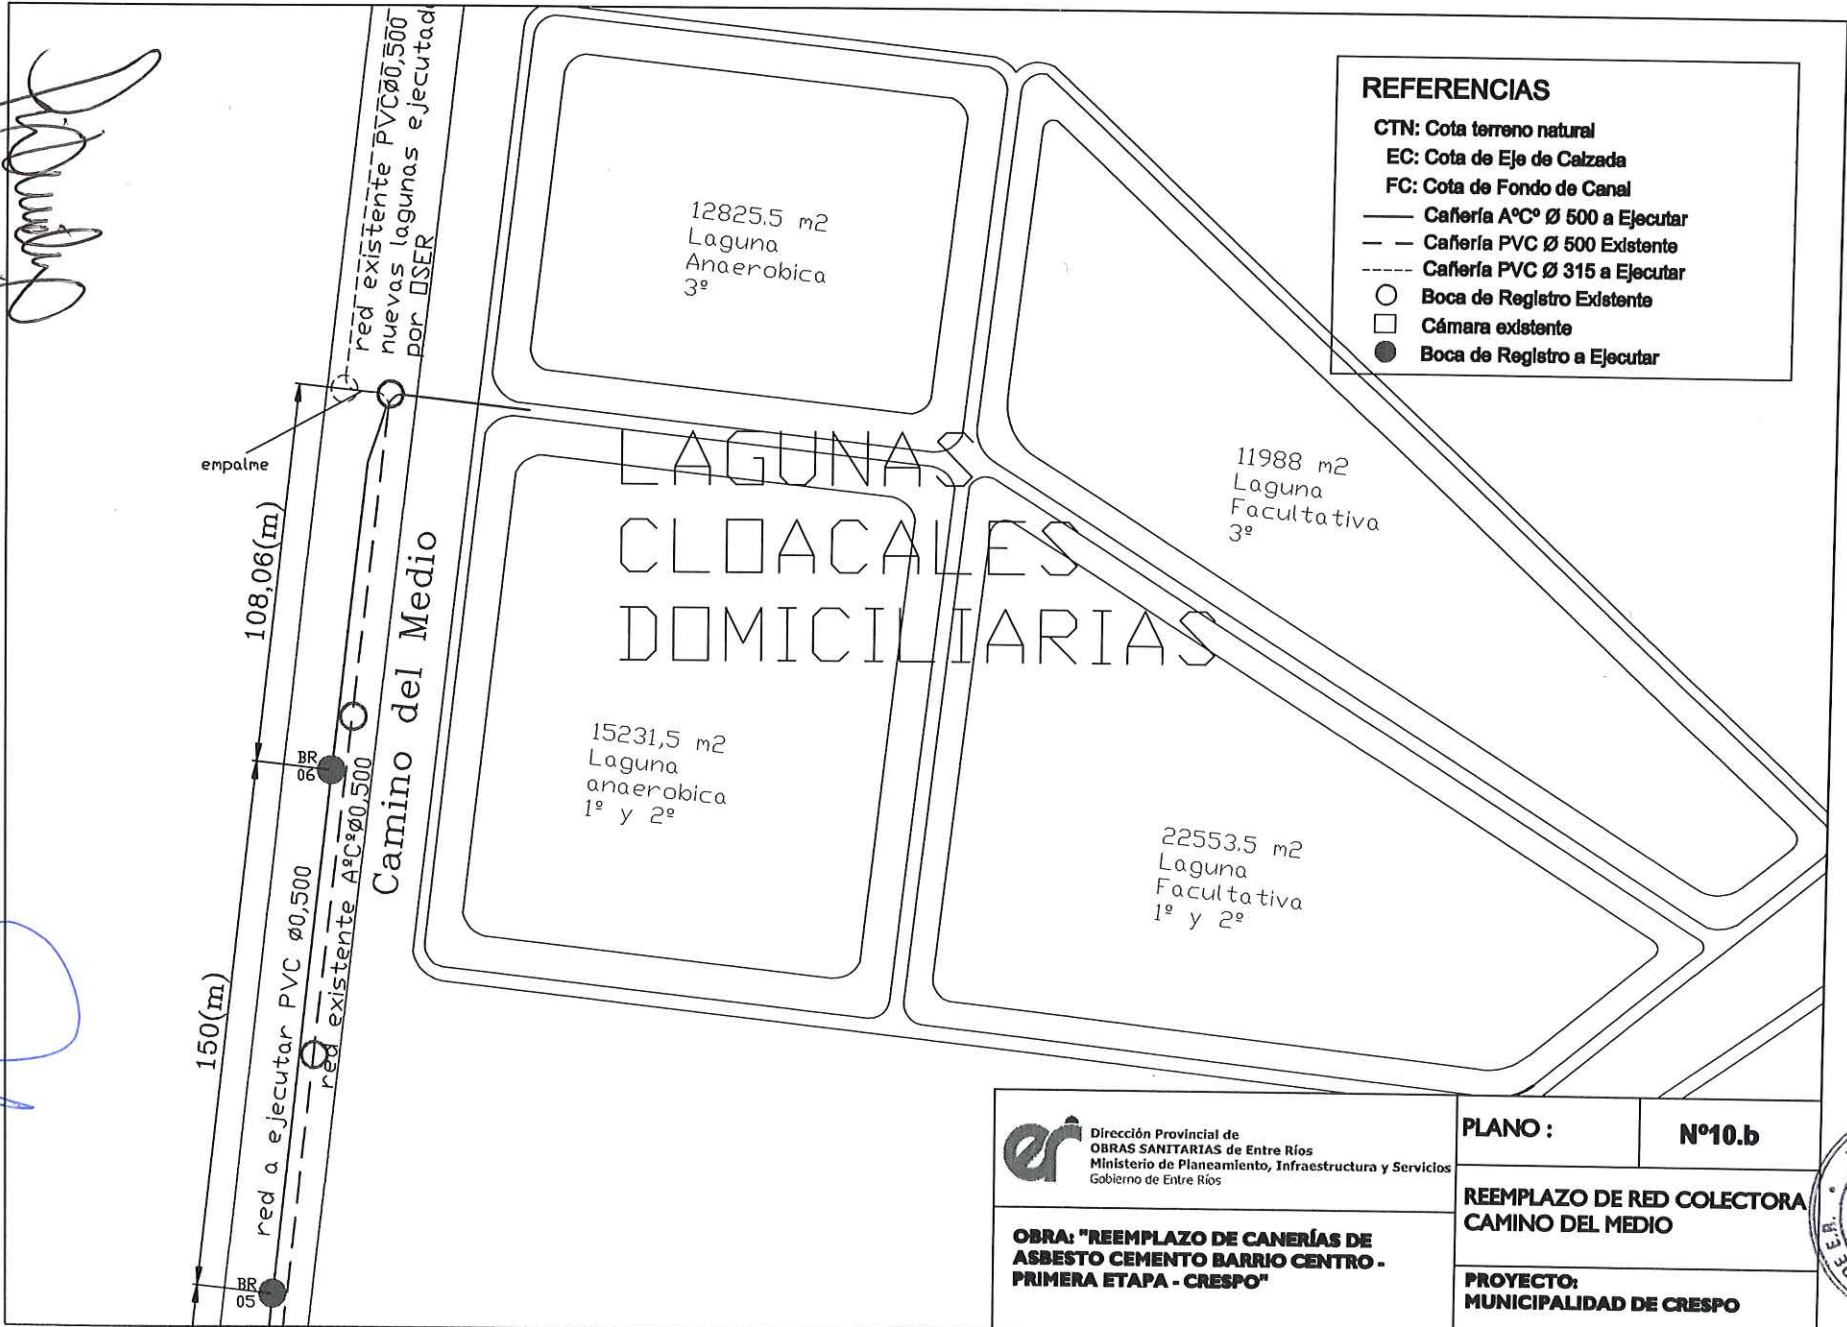 red existente PVCØ0,500
nuevas lagunas ejecutad
por OSER
empalme
108,06(m)
150(m)
BR
06
BR
05
red a ejecutar PVC Ø0,500
red existente AºCºØ0,500
Camino del Medio
12825.5 m2
Laguna
Anaerobica
3º
LAGUNAS
CLOACALES
DOMICILIARIAS
11988 m2
Laguna
Facultativa
3º
15231,5 m2
Laguna
anaerobica
1º y 2º
22553.5 m2
Laguna
Facultativa
1º y 2º
REFERENCIAS
CTN: Cota terreno natural
EC: Cota de Eje de Calzada
FC: Cota de Fondo de Canal
Cañería AºCº Ø 500 a Ejecutar
Cañería PVC Ø 500 Existente
Cañería PVC Ø 315 a Ejecutar
Boca de Registro Existente
Cámara existente
Boca de Registro a Ejecutar
er
Dirección Provincial de
OBRAS SANITARIAS de Entre Ríos
Ministerio de Planeamiento, Infraestructura y Servicios
Gobierno de Entre Ríos
OBRA: "REEMPLAZO DE CANERÍAS DE
ASBESTO CEMENTO BARRIO CENTRO -
PRIMERA ETAPA - CRESPO"
PLANO :
Nº10.b
REEMPLAZO DE RED COLECTORA
CAMINO DEL MEDIO
PROYECTO:
MUNICIPALIDAD DE CRESPO
DE E.R.